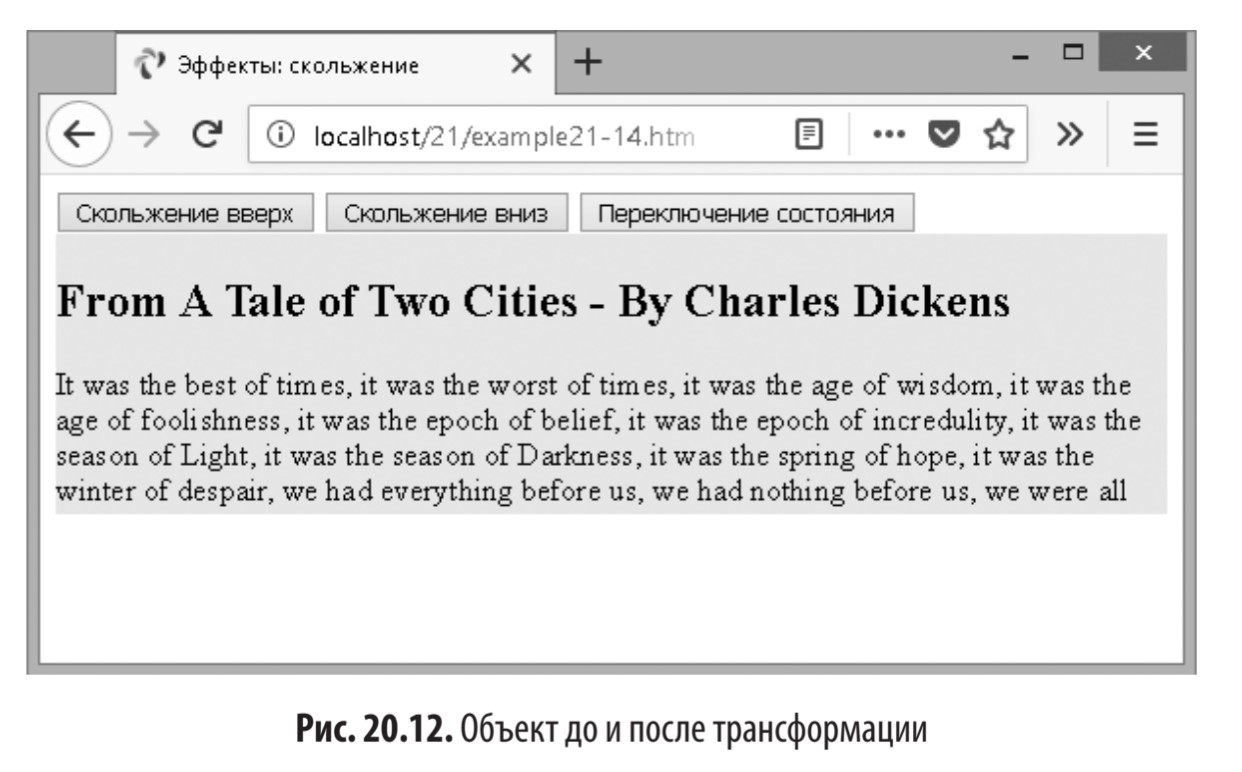 Эффекты: скольжение
localhost/21/example21-14.htm
Скольжение вверх Скольжение вниз Переключение состояния
From A Tale of Two Cities - By Charles Dickens
It was the best of times, it was the worst of times, it was the age of wisdom, it was the
age of foolishness, it was the epoch of belief, it was the epoch of incredulity, it was the
season of Light, it was the season of Darkness, it was the spring of hope, it was the
winter of despair, we had everything before us, we had nothing before us, we were all
Рис. 20.12. Объект до и после трансформации